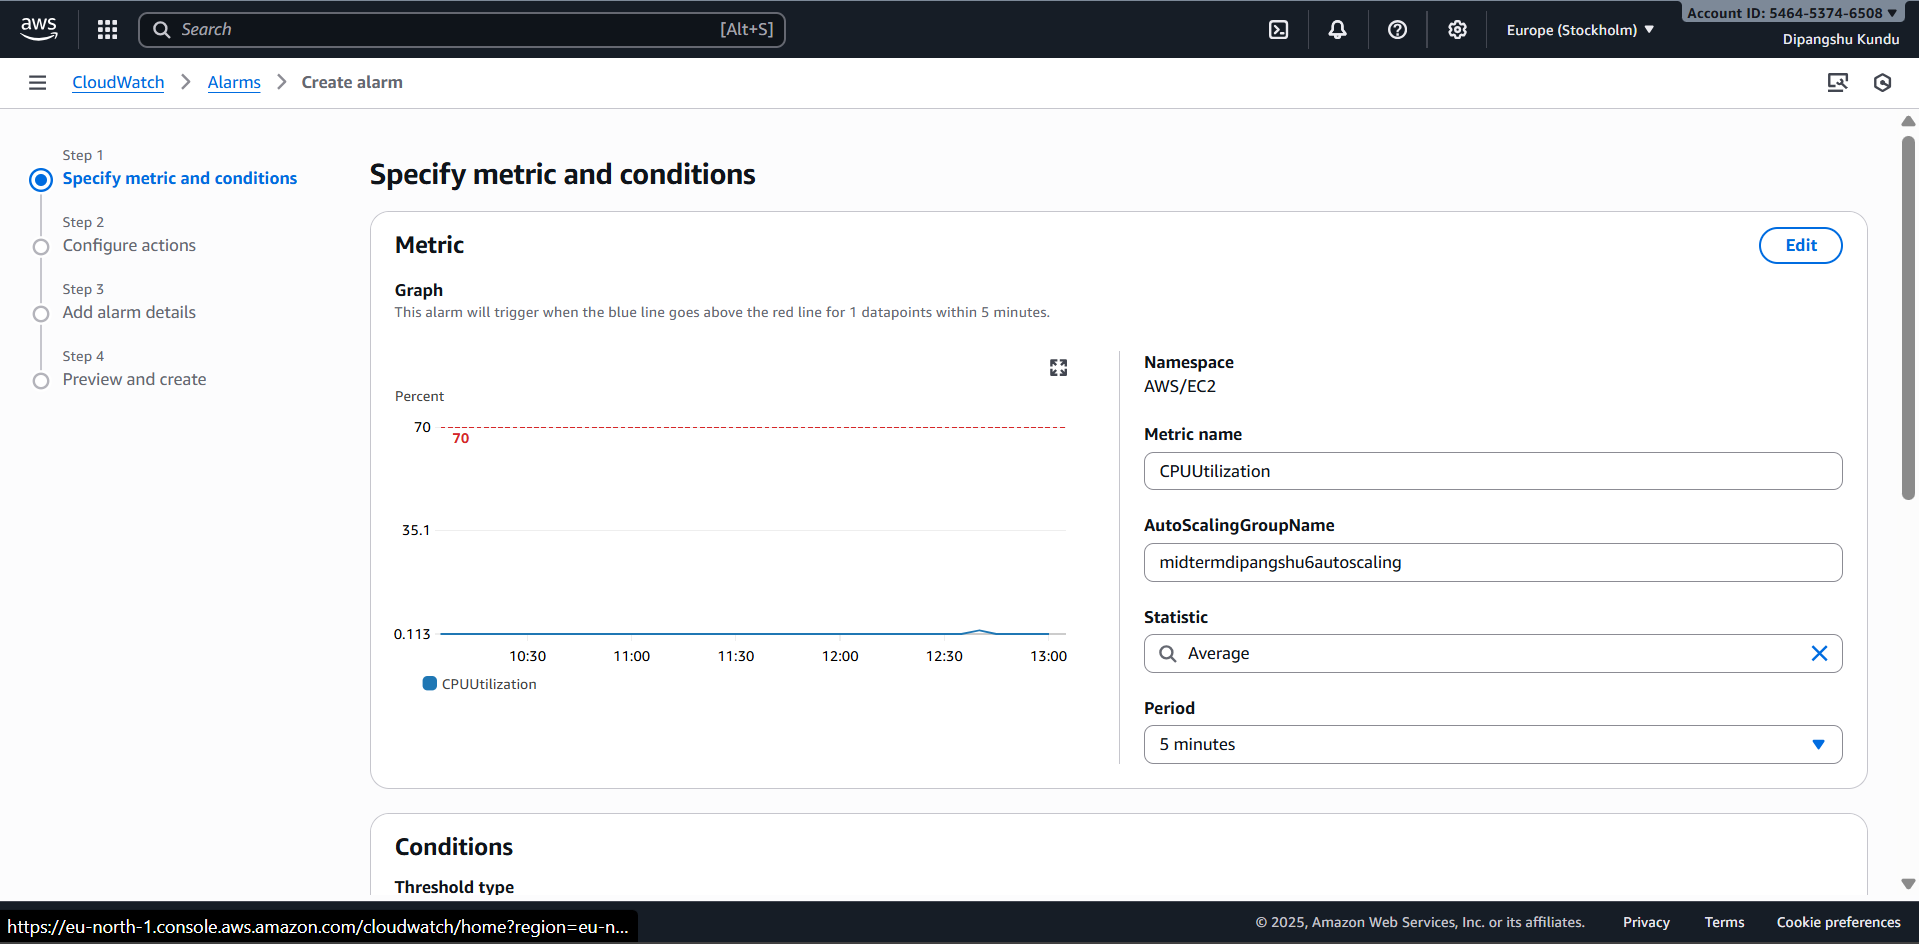 aws
Search
[Alt+S]
Europe (Stockholm)
Account ID: 5464-5374-6508
Dipangshu Kundu
CloudWatch
Alarms
Create alarm
Step 1
Specify metric and conditions
Step 2
Configure actions
Step 3
Add alarm details
Step 4
Preview and create
Specify metric and conditions
Metric
Edit
Graph
This alarm will trigger when the blue line goes above the red line for 1 datapoints within 5 minutes.
Percent
70
70
35.1
0.113
10:30
11:00
11:30
12:00
12:30
13:00
CPUUtilization
Namespace
AWS/EC2
Metric name
CPUUtilization
AutoScalingGroupName
midtermdipangshu6autoscaling
Statistic
Average
Period
5 minutes
Conditions
Threshold type
https://eu-north-1.console.aws.amazon.com/cloudwatch/home?region=eu-n...
© 2025, Amazon Web Services, Inc. or its affiliates.
Privacy
Terms
Cookie preferences